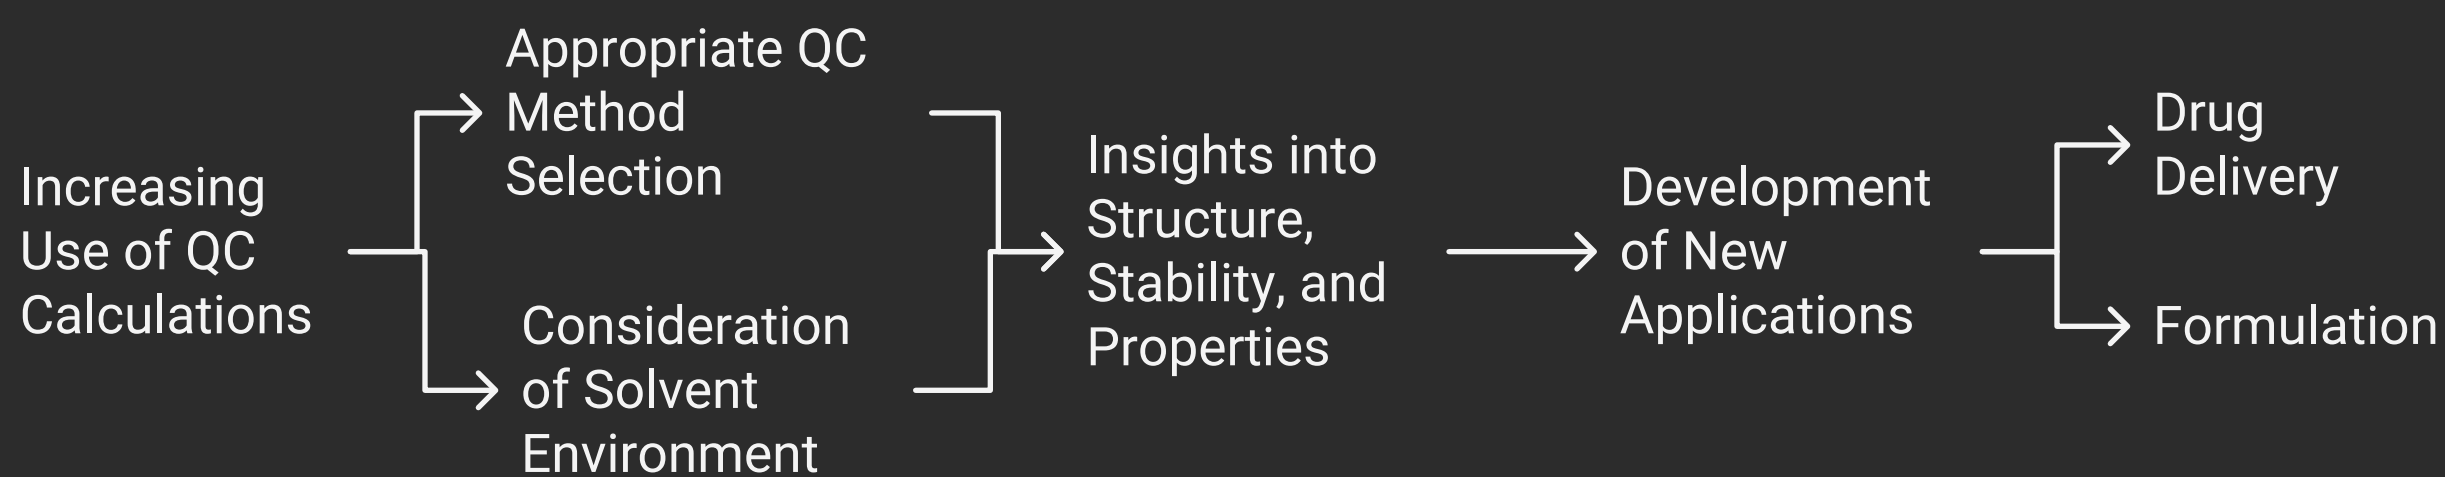 Increasing
Use of QC
Calculations
Appropriate QC
Method
Selection
Consideration
of Solvent
Environment
Insights into
Structure,
Stability, and
Properties
Development
of New
Applications
Drug
Delivery
Formulation